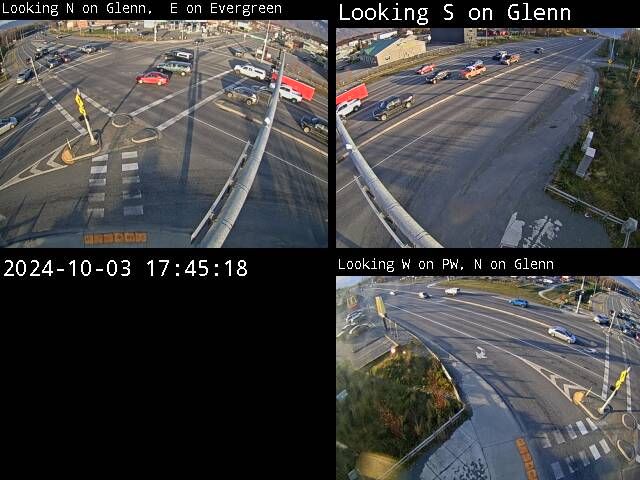 Looking N on Glenn, E on Evergreen
Looking S on Glenn
2024-10-03 17:45:18
Looking W on PW, N on Glenn